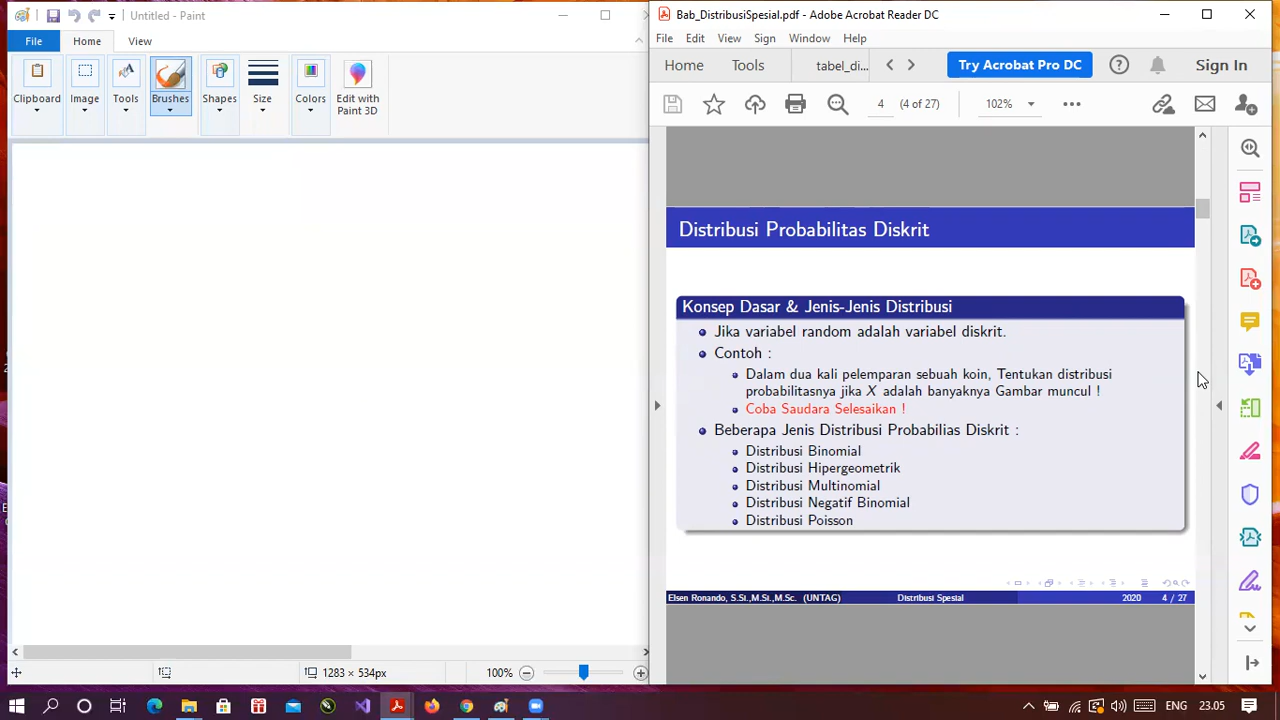 Untitled - Paint
File
Home
View
Clipboard
Image
Tools
Brushes
Shapes
Size
Colors
Edit with
Paint 3D
1283 × 534px
100%
Bab_DistribusiSpesial.pdf - Adobe Acrobat Reader DC
File Edit View Sign Window Help
Home Tools tabel_di... Try Acrobat Pro DC Sign In
4 (4 of 27) 102%
Distribusi Probabilitas Diskrit
Konsep Dasar & Jenis-Jenis Distribusi
Jika variabel random adalah variabel diskrit.
Contoh :
Dalam dua kali pelemparan sebuah koin, Tentukan distribusi
probabilitasnya jika X adalah banyaknya Gambar muncul !
Coba Saudara Selesaikan !
Beberapa Jenis Distribusi Probabilias Diskrit :
Distribusi Binomial
Distribusi Hipergeometrik
Distribusi Multinomial
Distribusi Negatif Binomial
Distribusi Poisson
Elsen Ronando, S.Si.,M.Si.,M.Sc. (UNTAG) Distribusi Spesial 2020 4 / 27
ENG 23.05